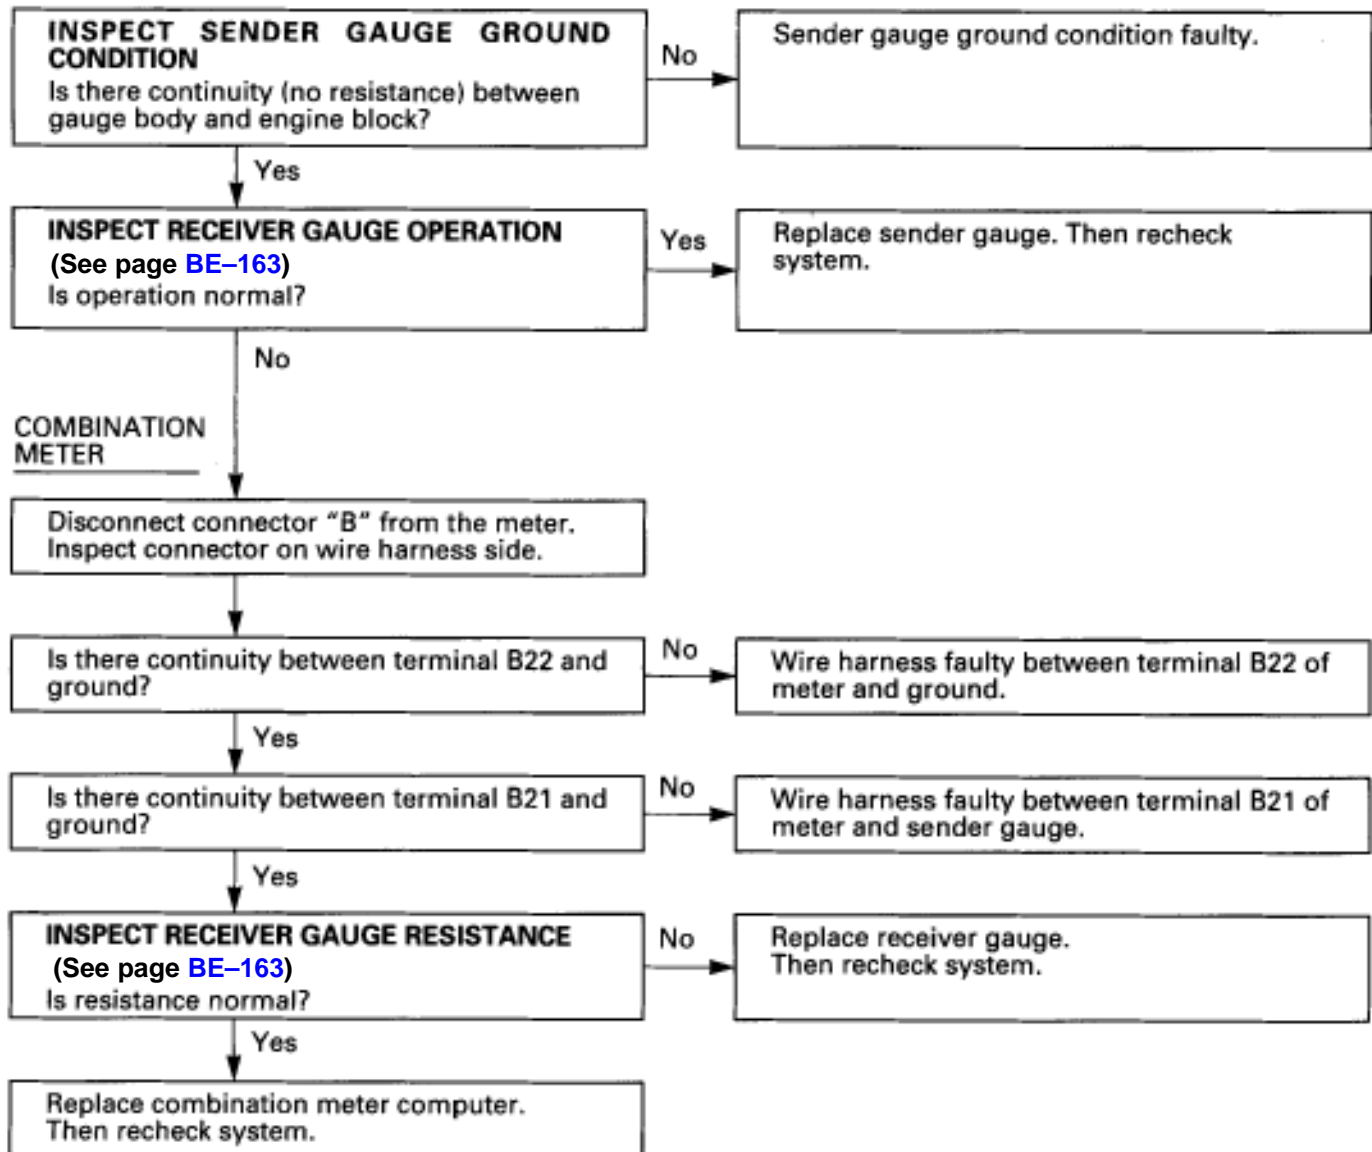 INSPECT SENDER GAUGE GROUND
CONDITION
Is there continuity (no resistance) between
gauge body and engine block?
No
Sender gauge ground condition faulty.
Yes
INSPECT RECEIVER GAUGE OPERATION
(See page BE–163)
Is operation normal?
Yes
Replace sender gauge. Then recheck
system.
No
COMBINATION
METER
Disconnect connector “B” from the meter.
Inspect connector on wire harness side.
Is there continuity between terminal B22 and
ground?
No
Wire harness faulty between terminal B22 of
meter and ground.
Yes
Is there continuity between terminal B21 and
ground?
No
Wire harness faulty between terminal B21 of
meter and sender gauge.
Yes
INSPECT RECEIVER GAUGE RESISTANCE
(See page BE–163)
Is resistance normal?
No
Replace receiver gauge.
Then recheck system.
Yes
Replace combination meter computer.
Then recheck system.